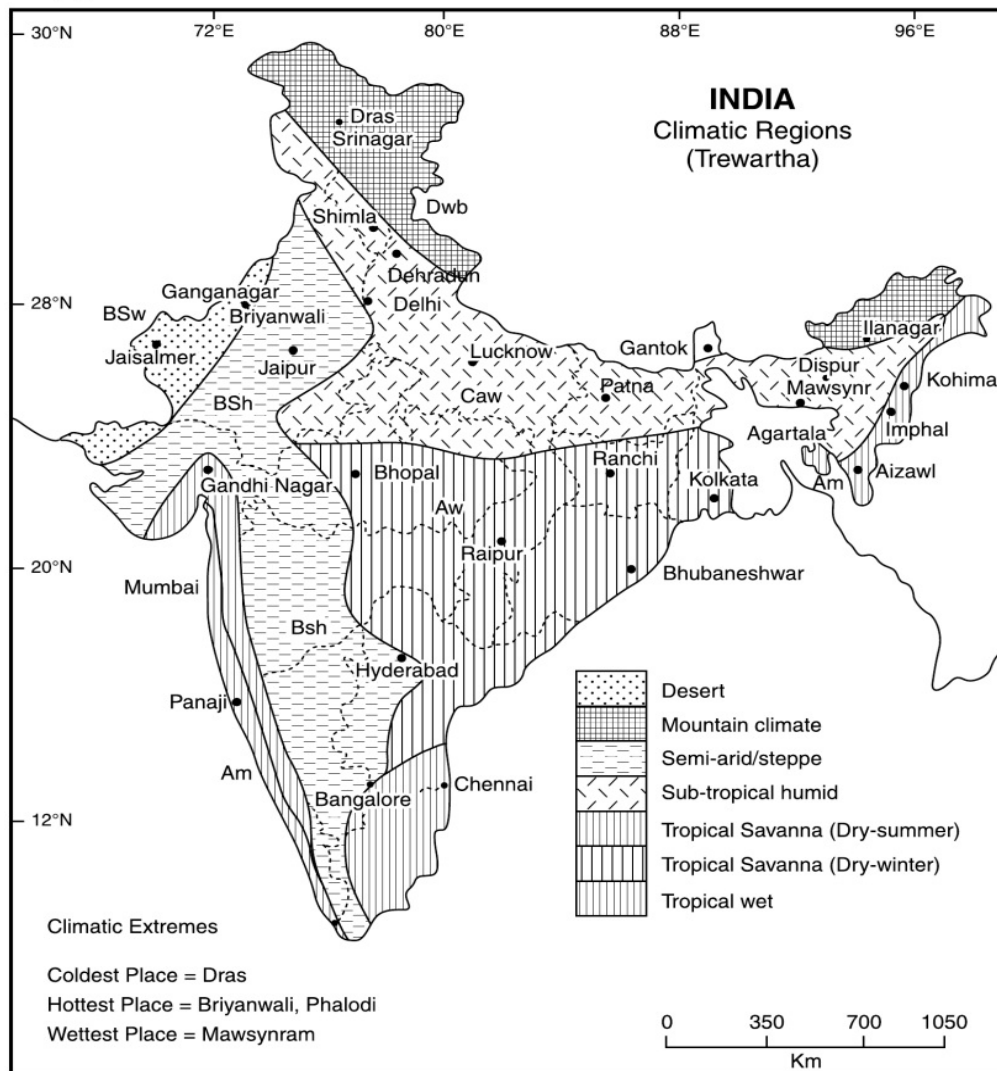 72°E
80°E
88°E
96°E
30°N
INDIA
Climatic Regions
(Trewartha)
Dras
Srinagar
Dwb
Shimla
Dehradun
Delhi
28°N
Ganganagar
BSw
Briyanwali
Jaisalmer
Jaipur
BSh
Lucknow
Caw
Patna
Gantok
Ilanagar
Dispur
Mawsynr
Kohima
Imphal
Agartala
Am
Aizawl
Gandhi Nagar
Bhopal
Ranchi
Kolkata
Aw
Raipur
20°N
Bhubaneshwar
Mumbai
Bsh
Hyderabad
Panaji
Am
Bangalore
Chennai
12°N
Desert
Mountain climate
Semi-arid/steppe
Sub-tropical humid
Tropical Savanna (Dry-summer)
Tropical Savanna (Dry-winter)
Tropical wet
Climatic Extremes
Coldest Place = Dras
Hottest Place = Briyanwali, Phalodi
Wettest Place = Mawsynram
0 350 700 1050
Km